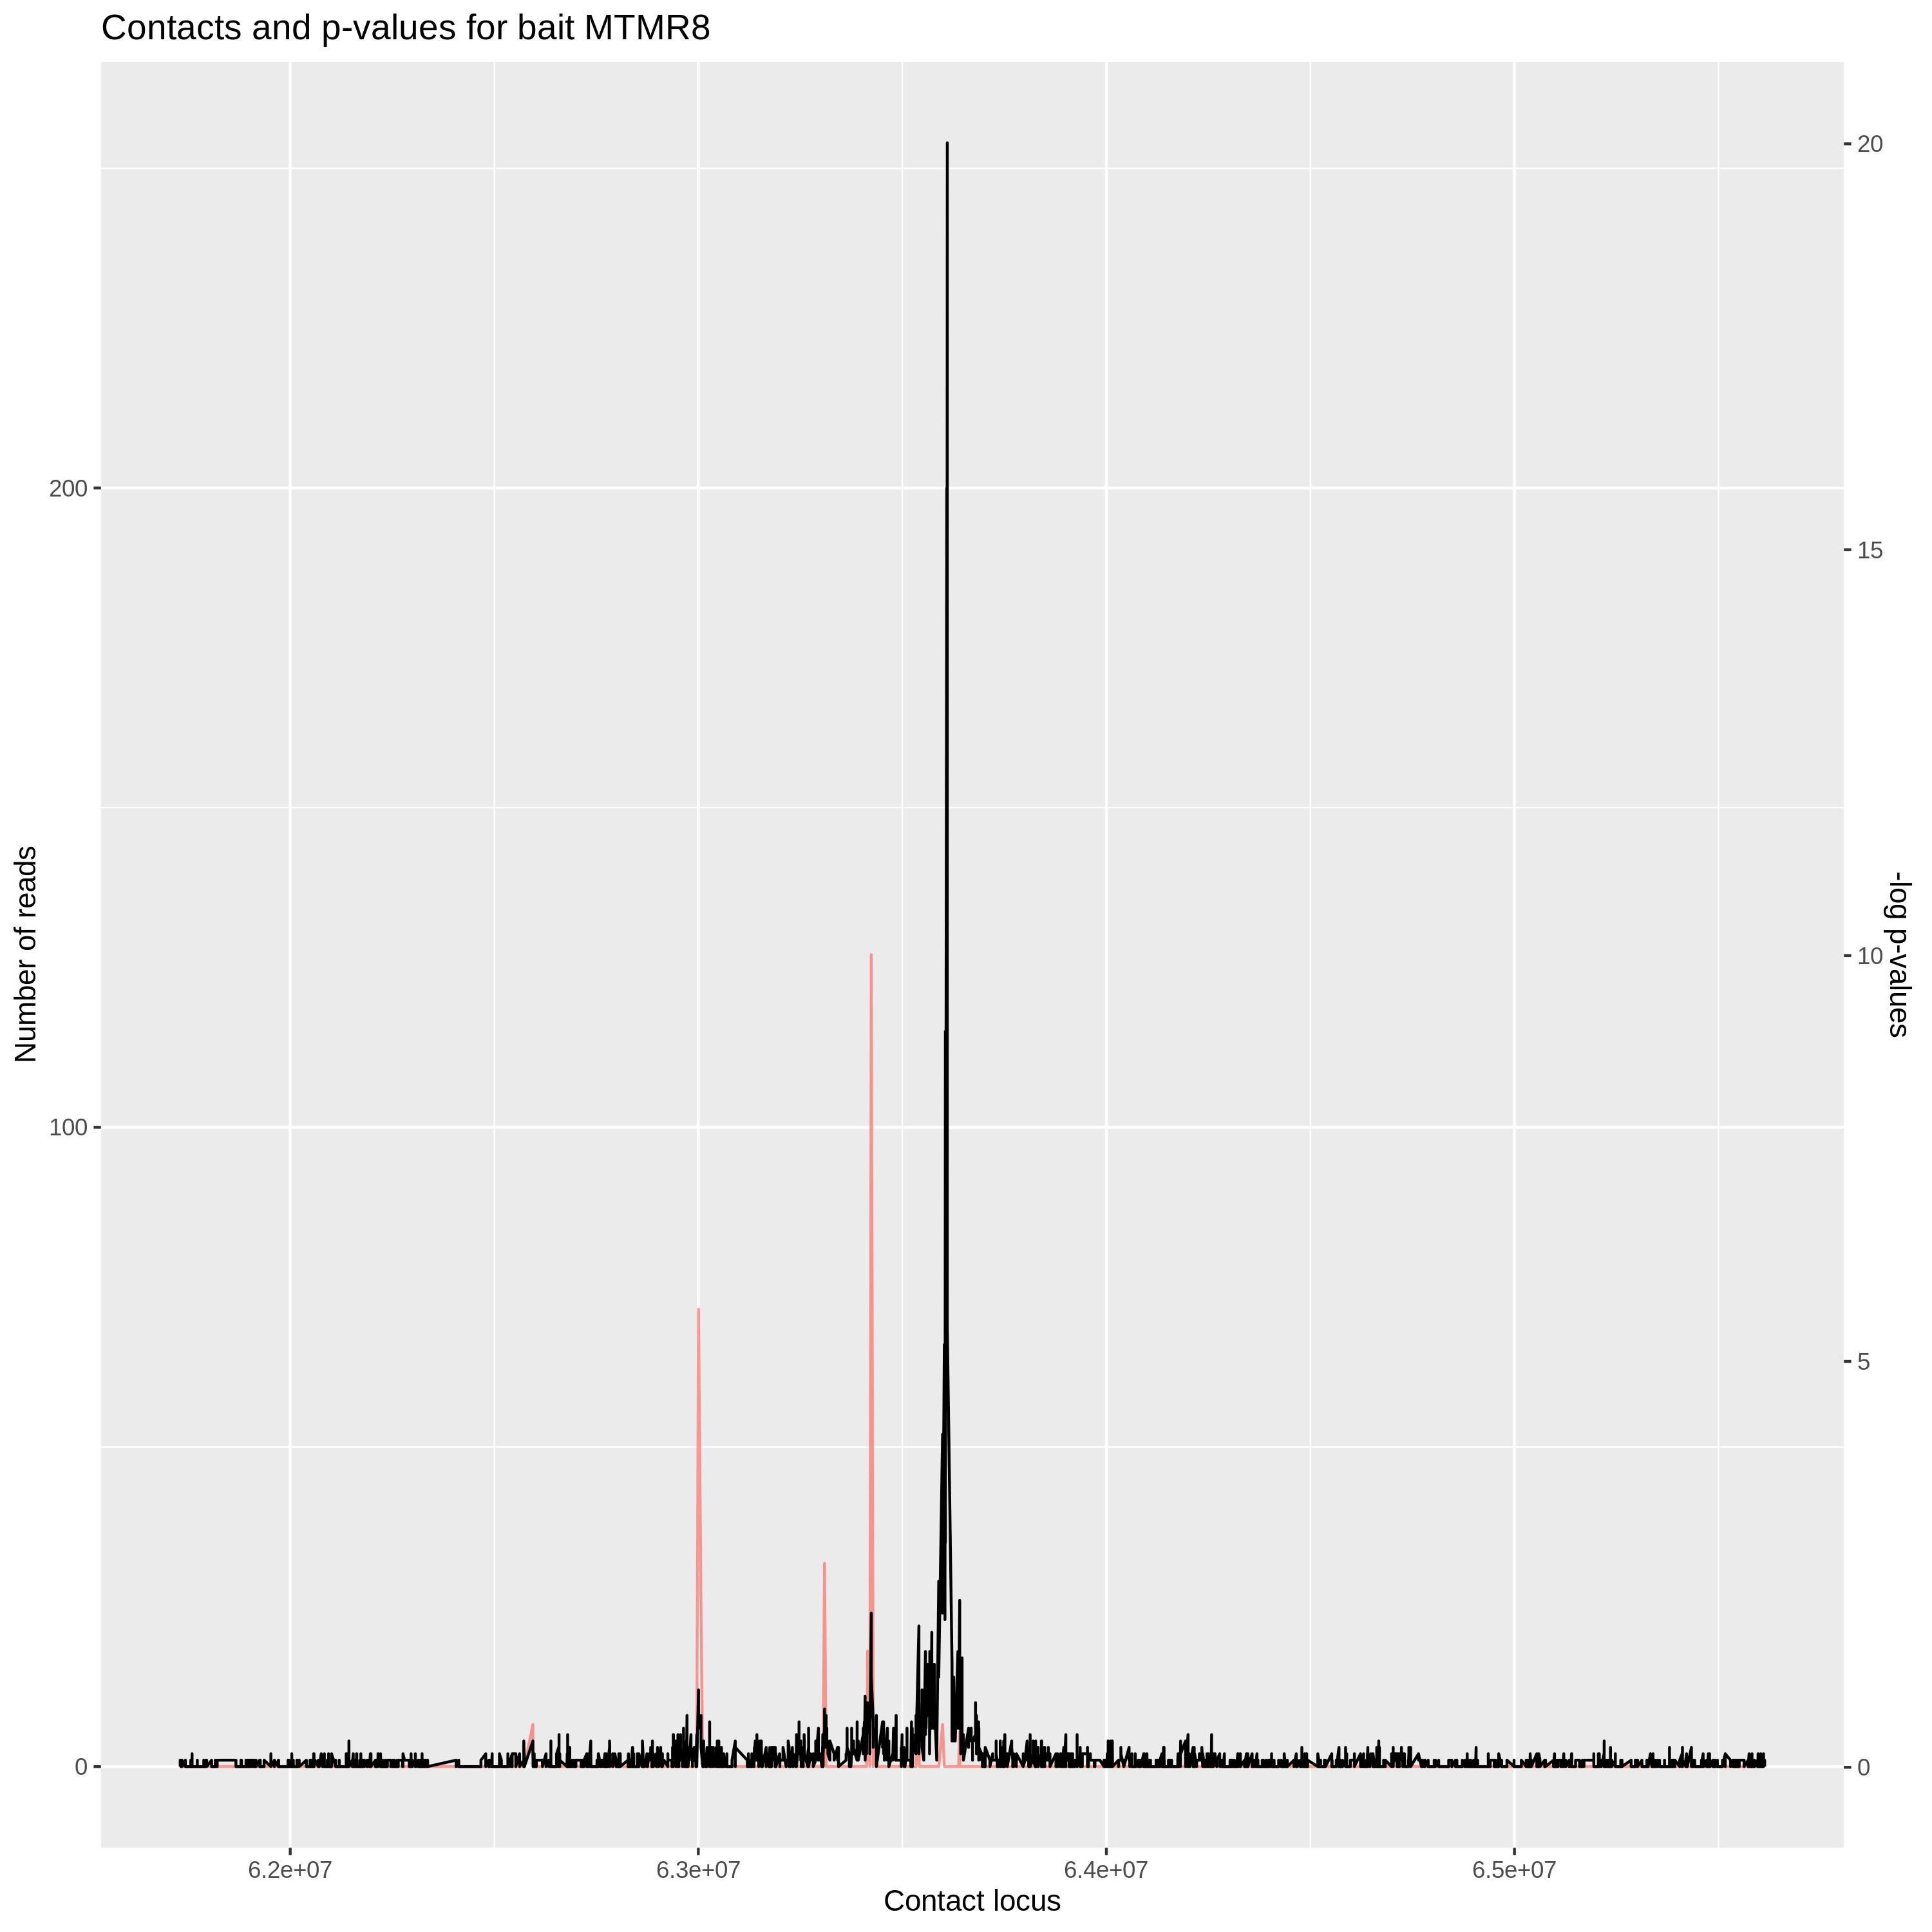 Contacts and p-values for bait MTMR8
Number of reads
200
100
0
20
15
10
5
0
-log p-values
6.2e+07
6.3e+07
6.4e+07
6.5e+07
Contact locus